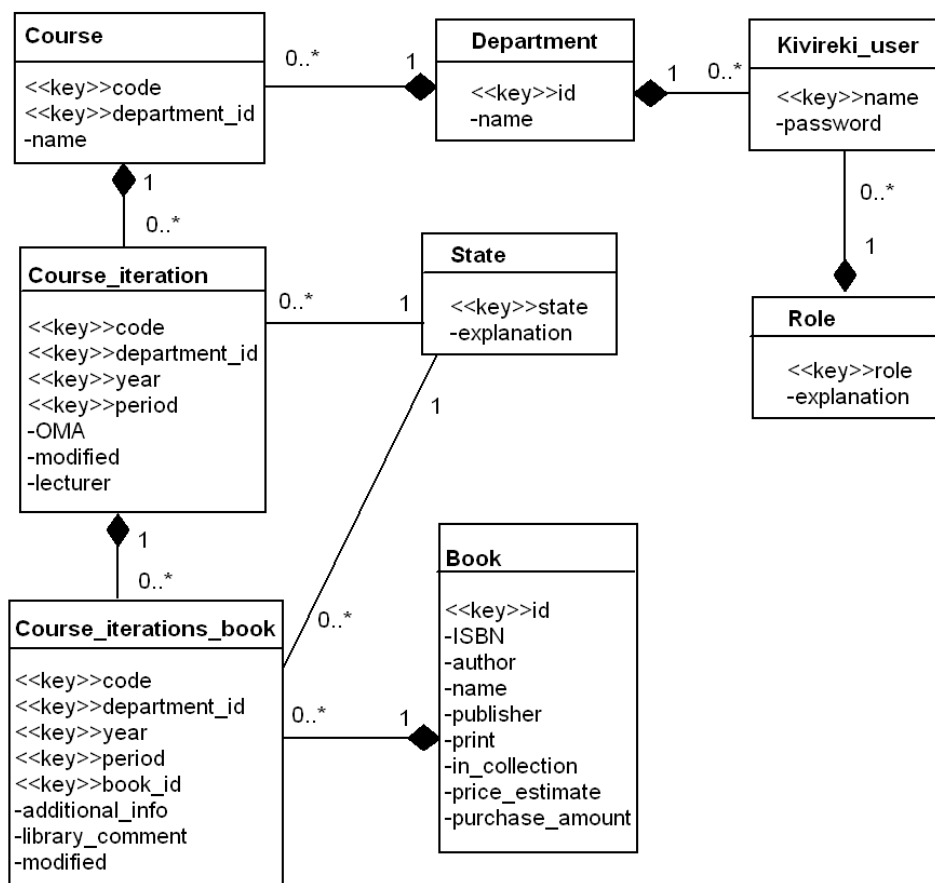 Course
<<key>>code
<<key>>department_id
-name
0..*
1
Department
<<key>>id
-name
1
0..*
Kivireki_user
<<key>>name
-password
1
0..*
0..*
1
Course_iteration
<<key>>code
<<key>>department_id
<<key>>year
<<key>>period
-OMA
-modified
-lecturer
0..*
1
State
<<key>>state
-explanation
Role
<<key>>role
-explanation
1
0..*
1
0..*
Course_iterations_book
<<key>>code
<<key>>department_id
<<key>>year
<<key>>period
<<key>>book_id
-additional_info
-library_comment
-modified
0..*
1
Book
<<key>>id
-ISBN
-author
-name
-publisher
-print
-in_collection
-price_estimate
-purchase_amount